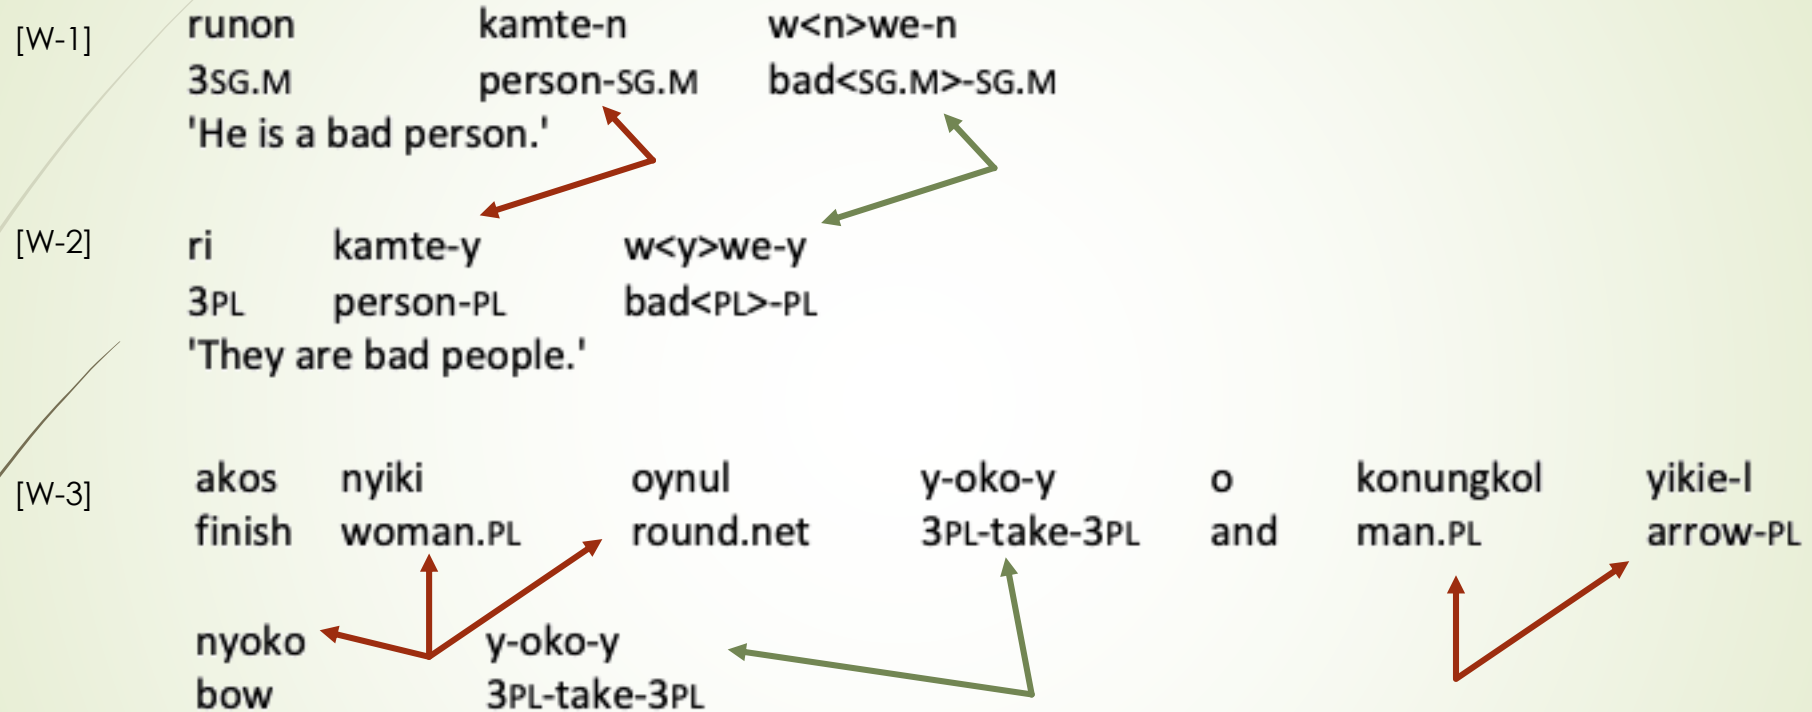 [W-1] runon kamte-n w<n>we-n
3SG.M person-SG.M bad<SG.M>-SG.M
'He is a bad person.'
[W-2] ri kamte-y w<y>we-y
3PL person-PL bad<PL>-PL
'They are bad people.'
[W-3] akos nyiki oynul y-oko-y o konungkol yikie-l
finish woman.PL round.net 3PL-take-3PL and man.PL arrow-PL
nyoko y-oko-y
bow 3PL-take-3PL